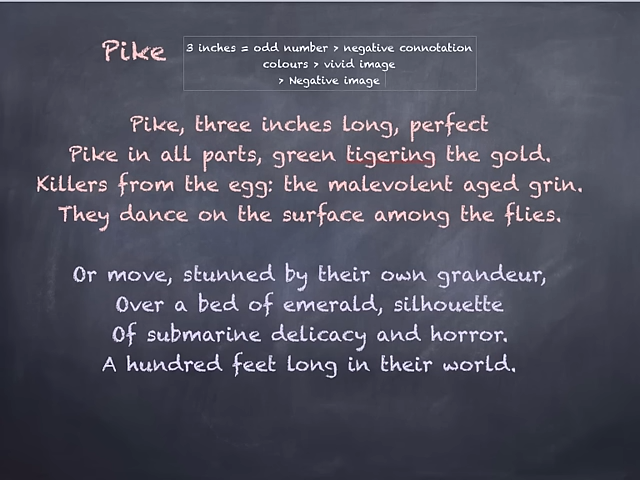 Pike
3 inches = odd number > negative connotation
colours > vivid image
> Negative image
Pike, three inches long, perfect
Pike in all parts, green tigering the gold.
Killers from the egg: the malevolent aged grin.
They dance on the surface among the flies.
Or move, stunned by their own grandeur,
Over a bed of emerald, silhouette
Of submarine delicacy and horror.
A hundred feet long in their world.